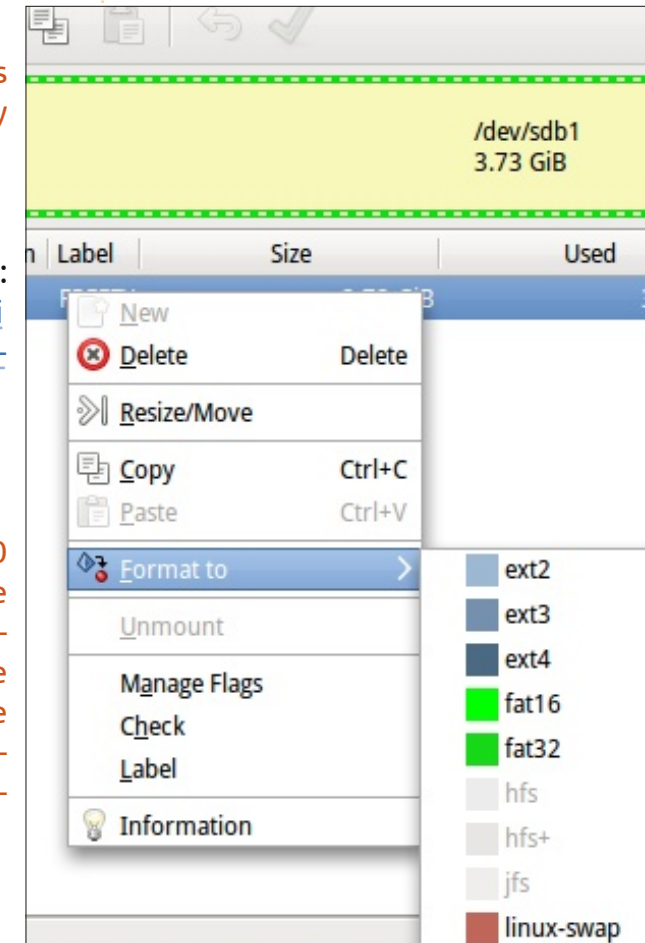 s
y
:
i
-
0
e
-
e
e
-
-
/dev/sdb1
3.73 GiB
Label Size Used
New
Delete Delete
Resize/Move
Copy Ctrl+C
Paste Ctrl+V
Format to
Unmount
Manage Flags
Check
Label
Information
ext2
ext3
ext4
fat16
fat32
hfs
hfs+
jfs
linux-swap